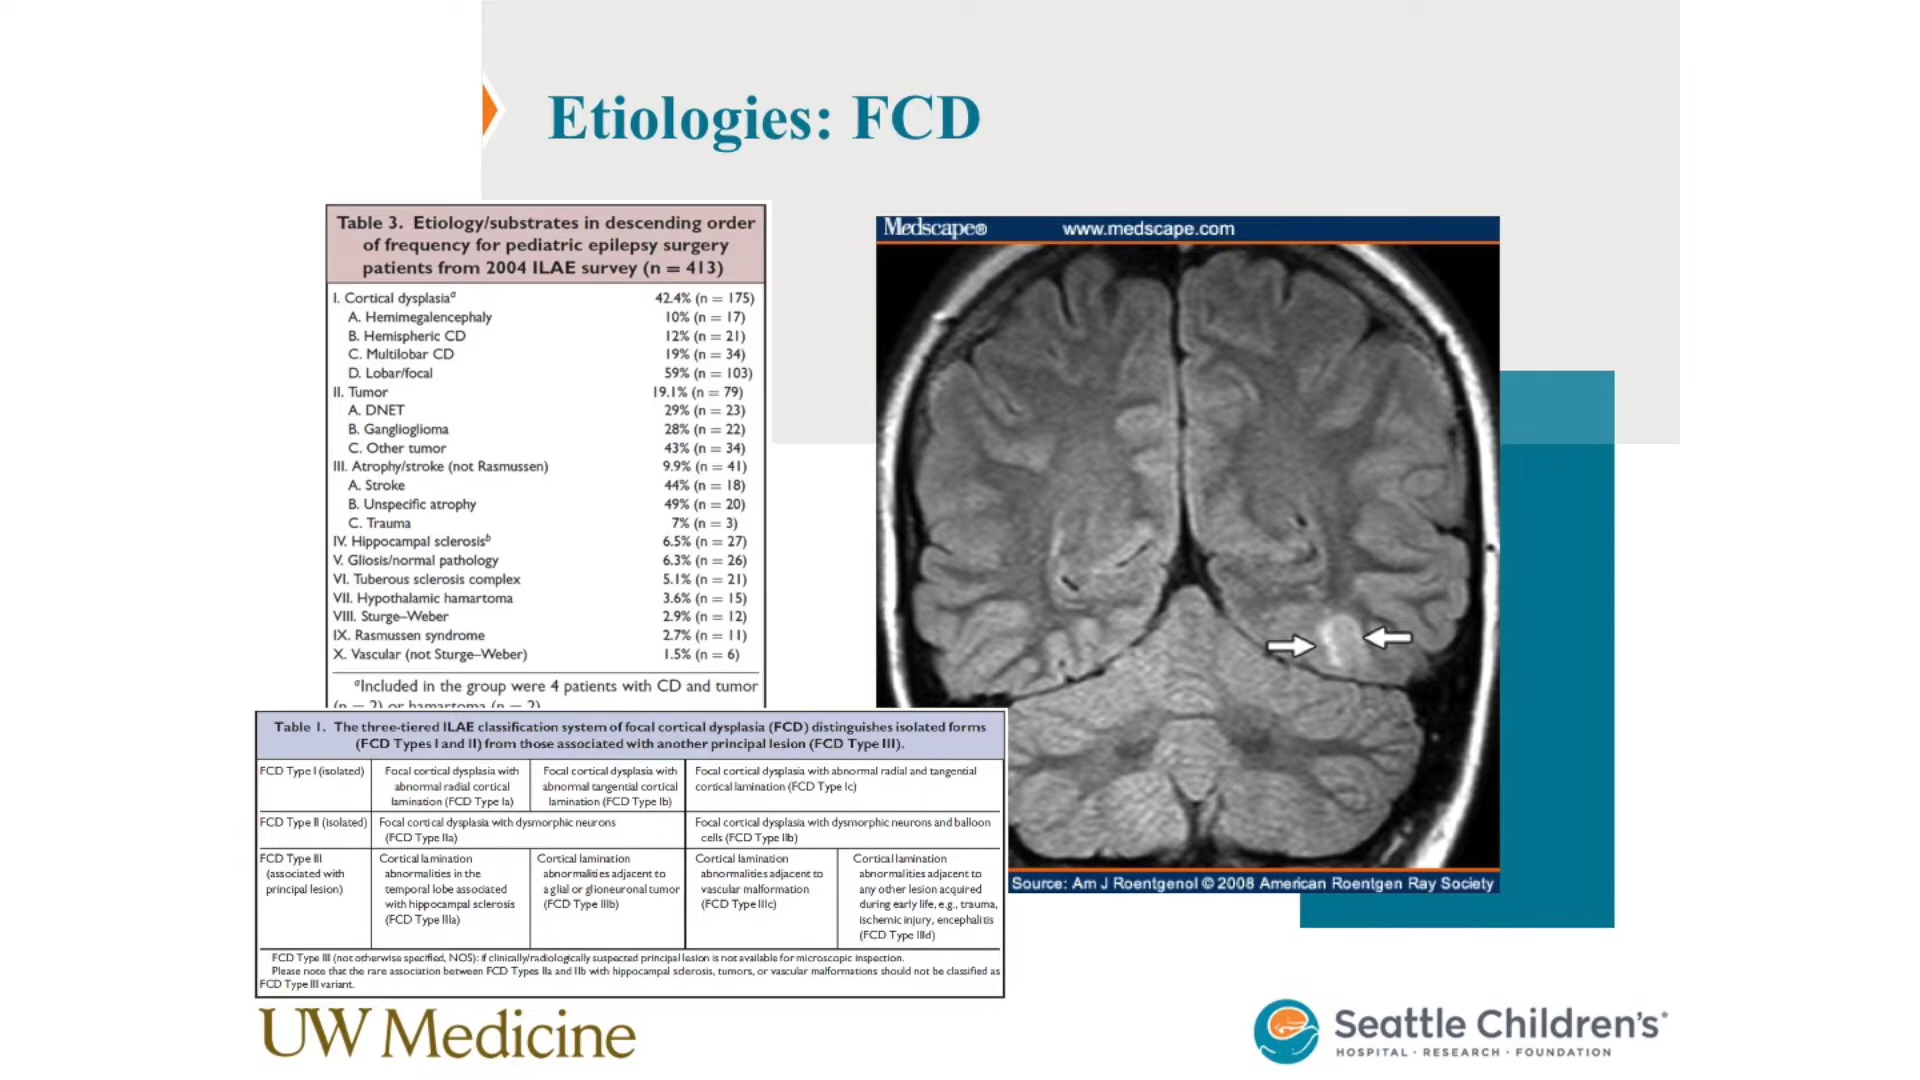 Etiologies: FCD
Table 3. Etiology/substrates in descending order
of frequency for pediatric epilepsy surgery
patients from 2004 ILAE survey (n = 413)
I. Cortical dysplasiaᵃ 42.4% (n = 175)
A. Hemimegalencephaly 10% (n = 17)
B. Hemispheric CD 12% (n = 21)
C. Multilobar CD 19% (n = 34)
D. Lobar/focal 59% (n = 103)
II. Tumor 19.1% (n = 79)
A. DNET 29% (n = 23)
B. Ganglioglioma 28% (n = 22)
C. Other tumor 43% (n = 34)
III. Atrophy/stroke (not Rasmussen) 9.9% (n = 41)
A. Stroke 44% (n = 18)
B. Unspecific atrophy 49% (n = 20)
C. Trauma 7% (n = 3)
IV. Hippocampal sclerosisᵇ 6.5% (n = 27)
V. Gliosis/normal pathology 6.3% (n = 26)
VI. Tuberous sclerosis complex 5.1% (n = 21)
VII. Hypothalamic hamartoma 3.6% (n = 15)
VIII. Sturge–Weber 2.9% (n = 12)
IX. Rasmussen syndrome 2.7% (n = 11)
X. Vascular (not Sturge–Weber) 1.5% (n = 6)
ᵃIncluded in the group were 4 patients with CD and tumor
(n = 2) or hamartoma (n = 2)
Medscape® www.medscape.com
Source: Am J Roentgenol © 2008 American Roentgen Ray Society
Table 1. The three-tiered ILAE classification system of focal cortical dysplasia (FCD) distinguishes isolated forms
(FCD Types I and II) from those associated with another principal lesion (FCD Type III).
FCD Type I (isolated)
Focal cortical dysplasia with
abnormal radial cortical
lamination (FCD Type Ia)
Focal cortical dysplasia with
abnormal tangential cortical
lamination (FCD Type Ib)
Focal cortical dysplasia with abnormal radial and tangential
cortical lamination (FCD Type Ic)
FCD Type II (isolated)
Focal cortical dysplasia with dysmorphic neurons
(FCD Type IIa)
Focal cortical dysplasia with dysmorphic neurons and balloon
cells (FCD Type IIb)
FCD Type III
(associated with
principal lesion)
Cortical lamination
abnormalities in the
temporal lobe associated
with hippocampal sclerosis
(FCD Type IIIa)
Cortical lamination
abnormalities adjacent to
a glial or glioneuronal tumor
(FCD Type IIIb)
Cortical lamination
abnormalities adjacent to
vascular malformation
(FCD Type IIIc)
Cortical lamination
abnormalities adjacent to
any other lesion acquired
during early life, e.g., trauma,
ischemic injury, encephalitis
(FCD Type IIId)
FCD Type III (not otherwise specified, NOS): if clinically/radiologically suspected principal lesion is not available for microscopic inspection.
Please note that the rare association between FCD Types IIa and IIb with hippocampal sclerosis, tumors, or vascular malformations should not be classified as
FCD Type III variant.
UW Medicine
Seattle Children's®
HOSPITAL · RESEARCH · FOUNDATION